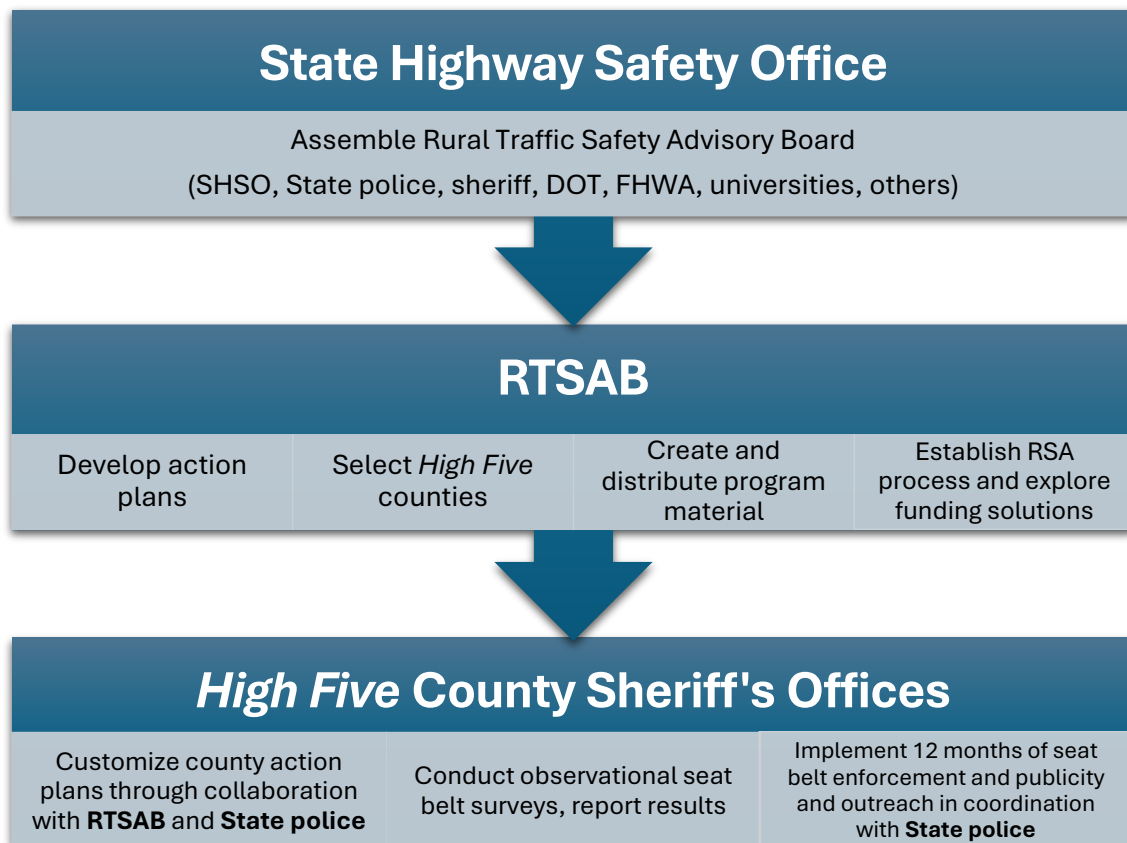 State Highway Safety Office
Assemble Rural Traffic Safety Advisory Board
(SHSO, State police, sheriff, DOT, FHWA, universities, others)
RTSAB
Develop action
plans
Select High Five
counties
Create and
distribute program
material
Establish RSA
process and explore
funding solutions
High Five County Sheriff's Offices
Customize county action
plans through collaboration
with RTSAB and State police
Conduct observational seat
belt surveys, report results
Implement 12 months of seat
belt enforcement and publicity
and outreach in coordination
with State police